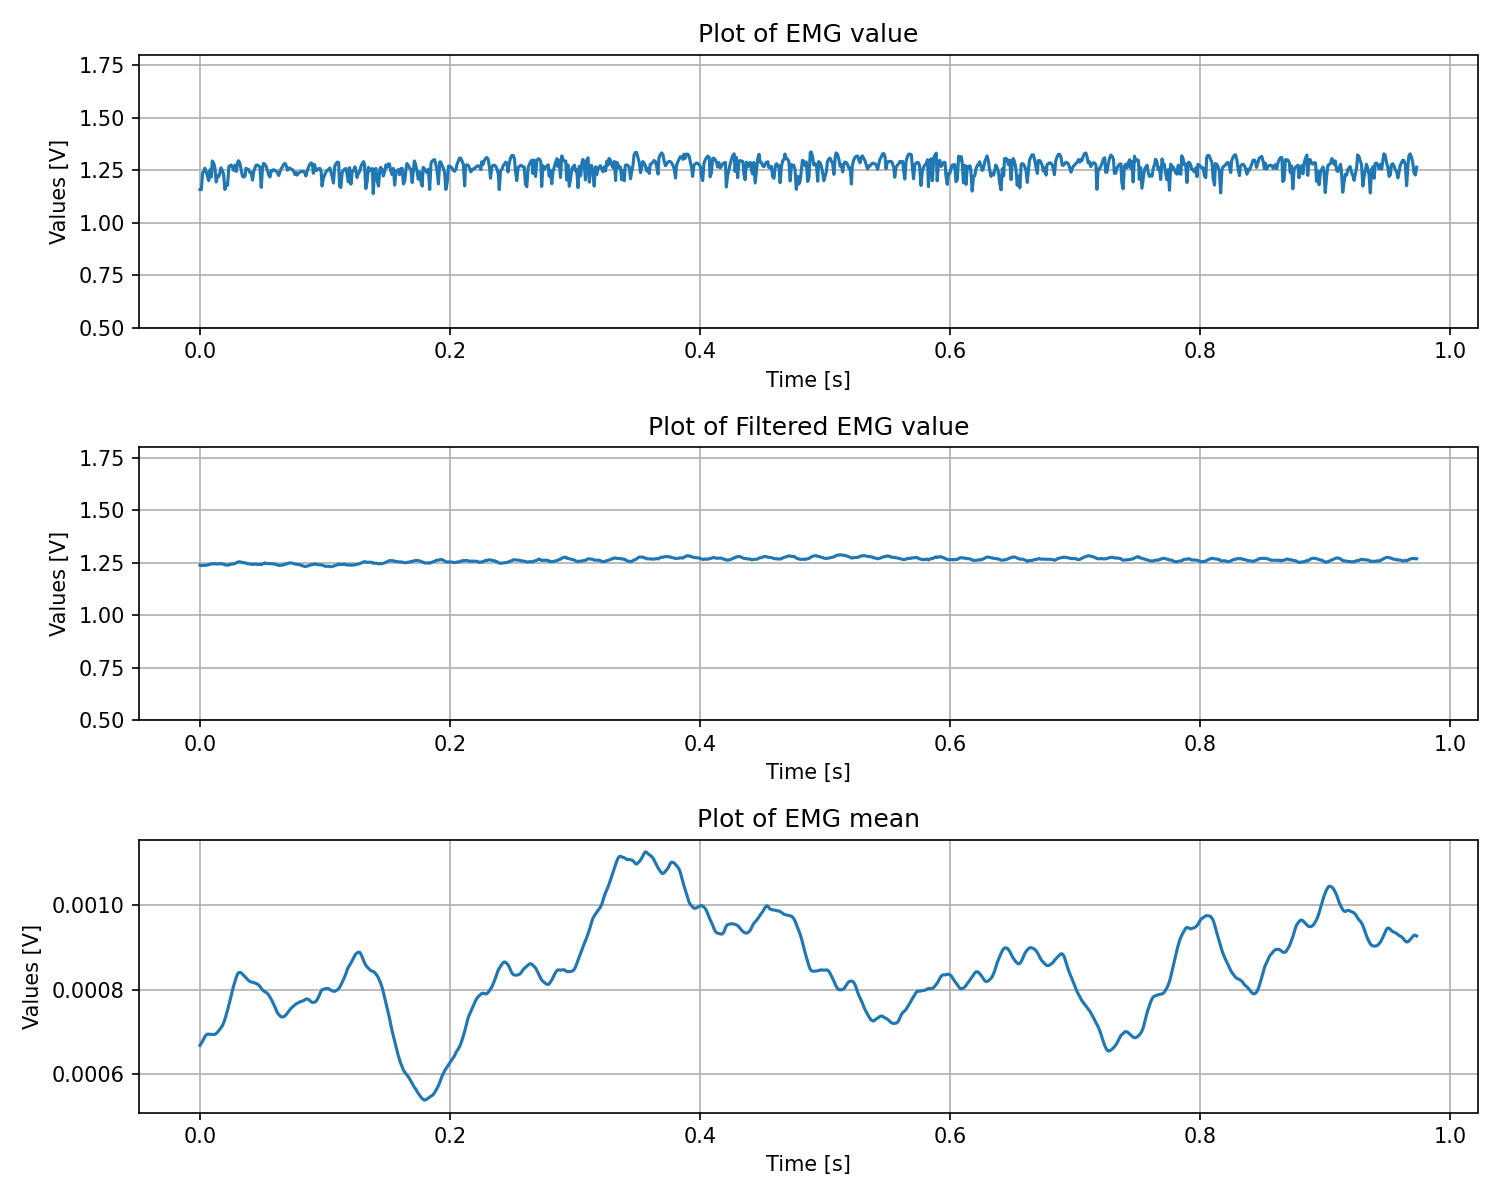 Plot of EMG value
Values [V]
1.75
1.50
1.25
1.00
0.75
0.50
0.0 0.2 0.4 0.6 0.8 1.0
Time [s]
Plot of Filtered EMG value
Values [V]
1.75
1.50
1.25
1.00
0.75
0.50
0.0 0.2 0.4 0.6 0.8 1.0
Time [s]
Plot of EMG mean
Values [V]
0.0010
0.0008
0.0006
0.0 0.2 0.4 0.6 0.8 1.0
Time [s]